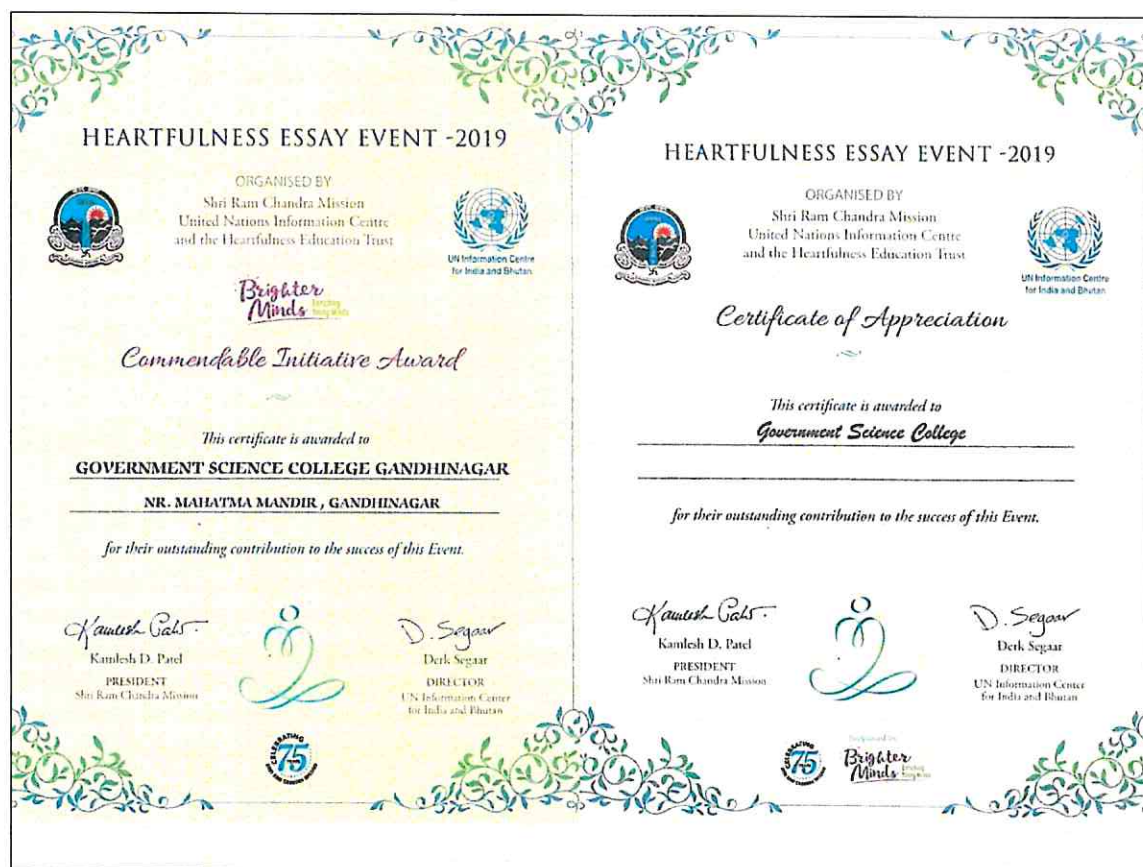 HEARTFULNESS ESSAY EVENT -2019
ORGANISED BY
Shri Ram Chandra Mission
United Nations Information Centre
and the Heartfulness Education Trust
UN Information Centre
for India and Bhutan
Brighter
Minds
Commendable Initiative Award
This certificate is awarded to
GOVERNMENT SCIENCE COLLEGE GANDHINAGAR
NR. MAHATMA MANDIR , GANDHINAGAR
for their outstanding contribution to the success of this Event.
Kamlesh D. Patel
PRESIDENT
Shri Ram Chandra Mission
D. Segaar
Derk Segaar
DIRECTOR
UN Information Center
for India and Bhutan
CELEBRATING
75
HEARTFULNESS ESSAY EVENT -2019
ORGANISED BY
Shri Ram Chandra Mission
United Nations Information Centre
and the Heartfulness Education Trust
UN Information Centre
for India and Bhutan
Certificate of Appreciation
This certificate is awarded to
Government Science College
for their outstanding contribution to the success of this Event.
Kamlesh D. Patel
PRESIDENT
Shri Ram Chandra Mission
D. Segaar
Derk Segaar
DIRECTOR
UN Information Center
for India and Bhutan
CELEBRATING
75
Brighter
Minds